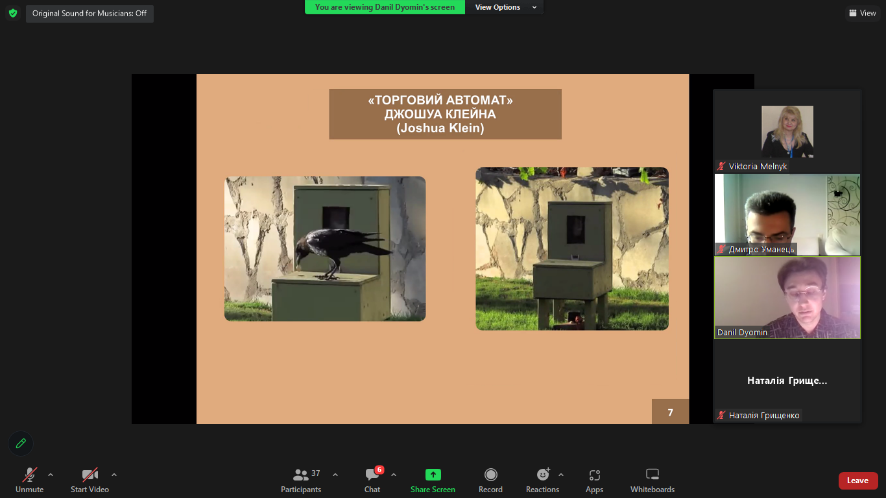 Original Sound for Musicians: Off
You are viewing Danil Dyomin's screen
View Options
View
«ТОРГОВИЙ АВТОМАТ»
ДЖОШУА КЛЕЙНА
(Joshua Klein)
7
Viktoria Melnyk
Дмитро Уманець
Danil Dyomin
Наталія Грище...
Наталія Грищенко
Unmute
Start Video
Participants
37
Chat
6
Share Screen
Record
Reactions
Apps
Whiteboards
Leave